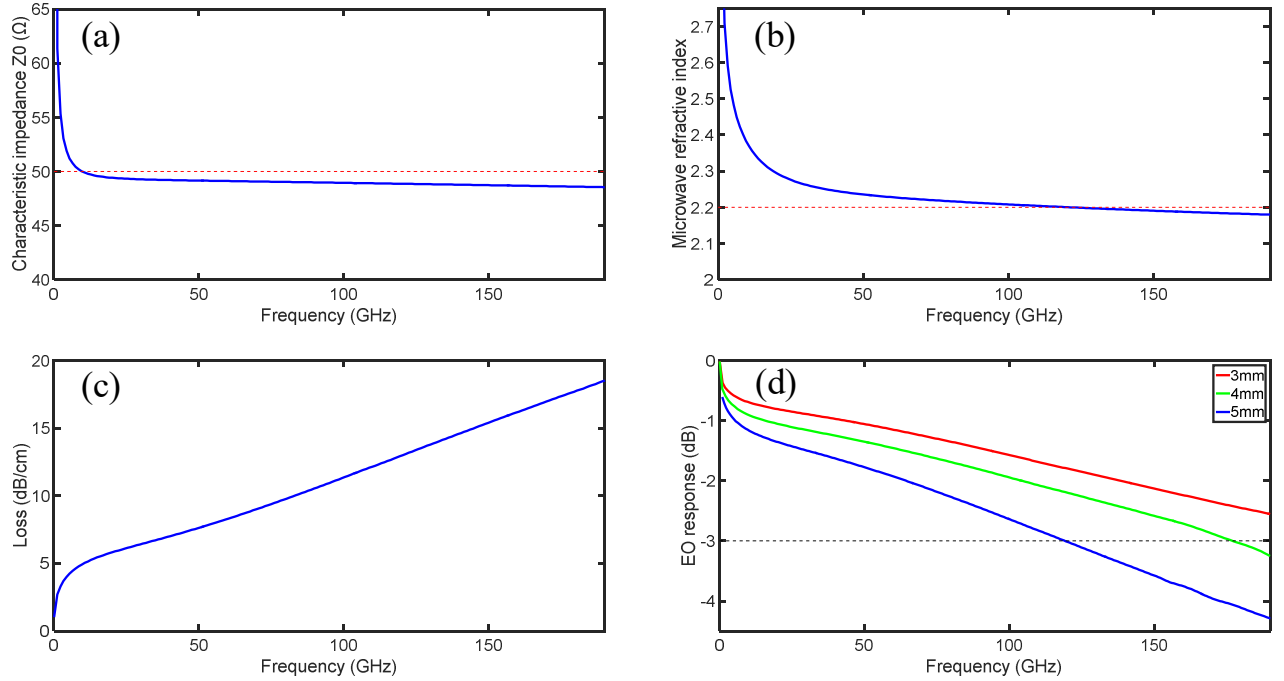 (a)
Characteristic impedance Z0 (Ω)
65
60
55
50
45
40
0 50 100 150
Frequency (GHz)
(b)
Microwave refractive index
2.7
2.6
2.5
2.4
2.3
2.2
2.1
2
0 50 100 150
Frequency (GHz)
(c)
Loss (dB/cm)
20
15
10
5
0
0 50 100 150
Frequency (GHz)
(d)
EO response (dB)
0
-1
-2
-3
-4
0 50 100 150
Frequency (GHz)
3mm
4mm
5mm